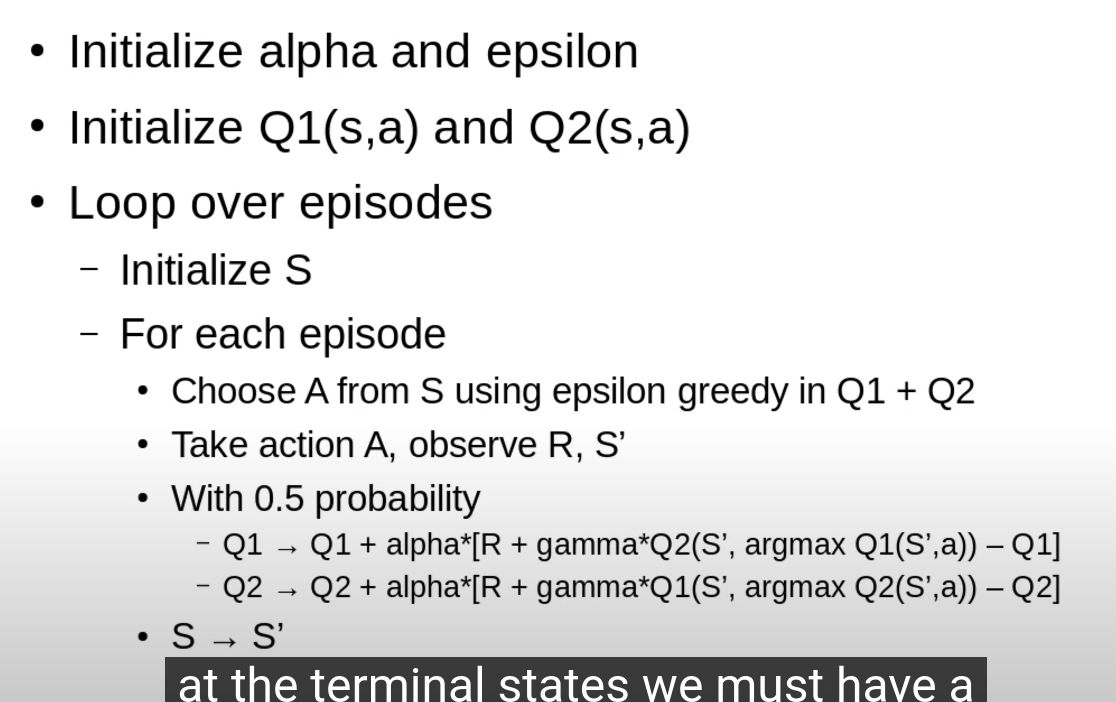 • Initialize alpha and epsilon
• Initialize Q1(s,a) and Q2(s,a)
• Loop over episodes
– Initialize S
– For each episode
• Choose A from S using epsilon greedy in Q1 + Q2
• Take action A, observe R, S’
• With 0.5 probability
– Q1 → Q1 + alpha*[R + gamma*Q2(S’, argmax Q1(S’,a)) – Q1]
– Q2 → Q2 + alpha*[R + gamma*Q1(S’, argmax Q2(S’,a)) – Q2]
• S → S’
at the terminal states we must have a